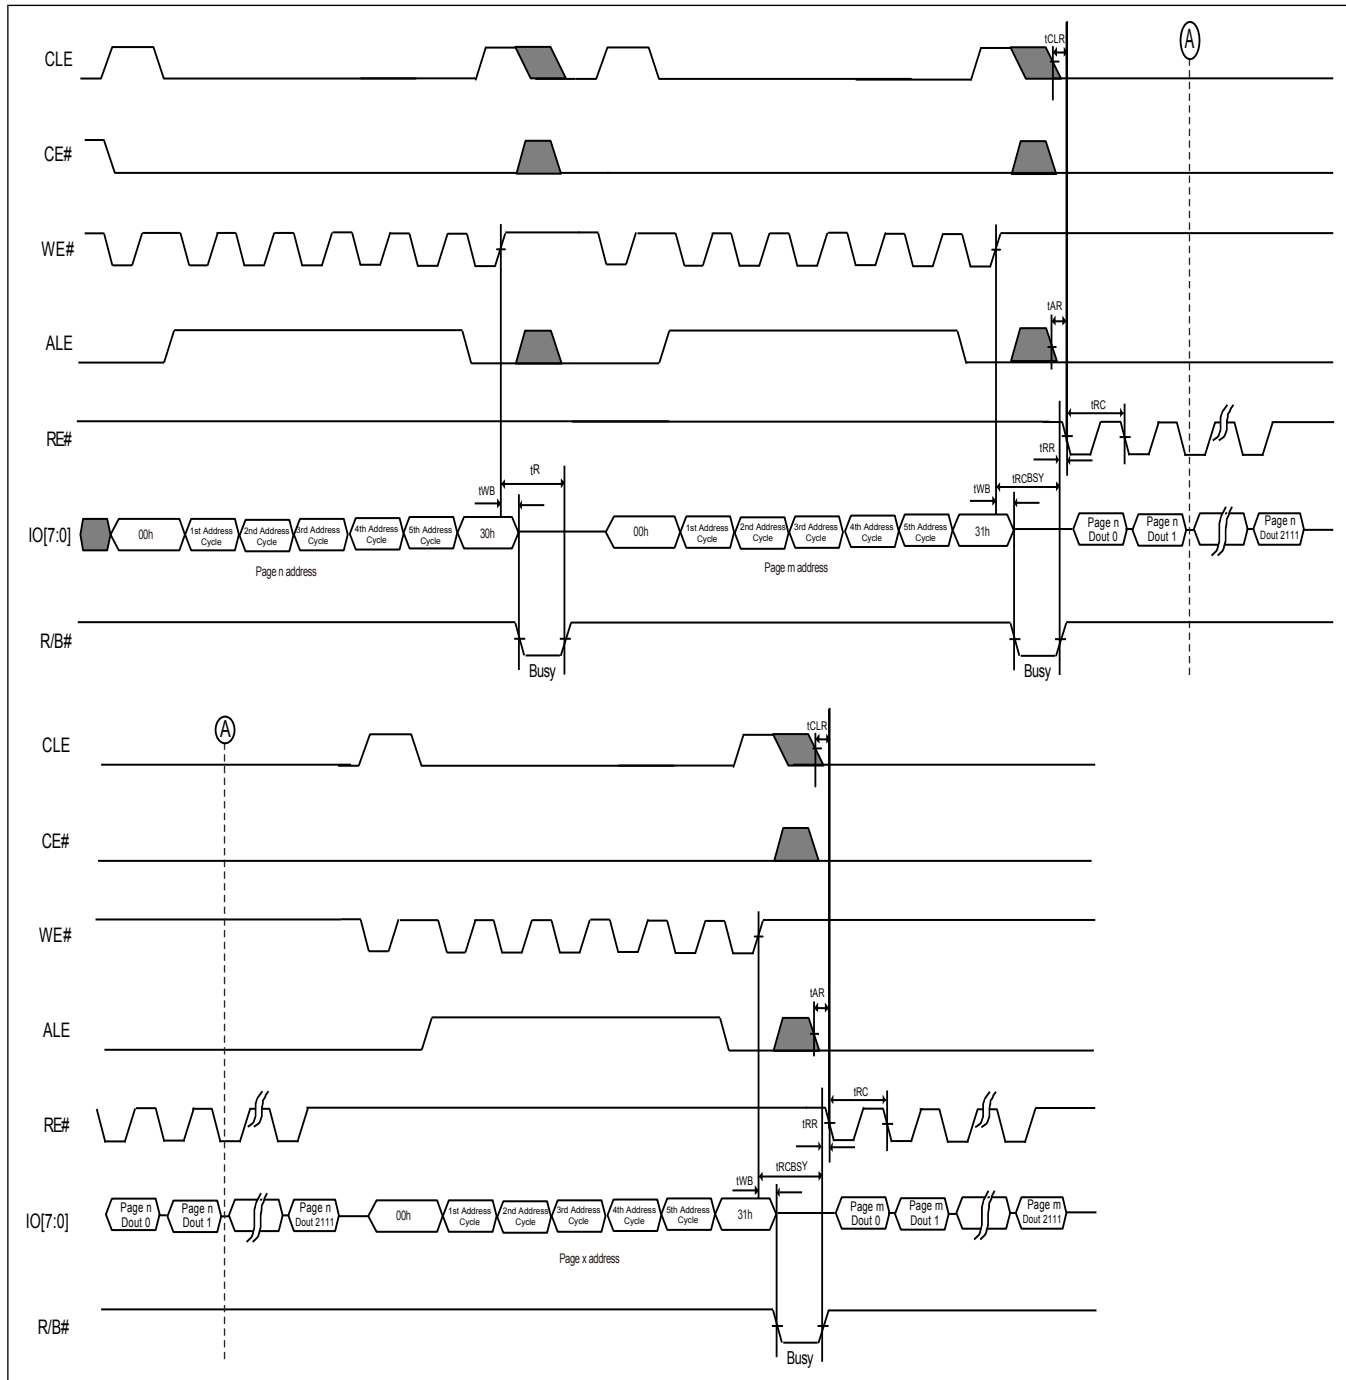 CLE
tCLR
A
CE#
WE#
ALE
tAR
RE#
tRC
tRR
tR
tWB
tWB
tRCBSY
IO[7:0]
00h
1st Address Cycle
2nd Address Cycle
3rd Address Cycle
4th Address Cycle
5th Address Cycle
30h
00h
1st Address Cycle
2nd Address Cycle
3rd Address Cycle
4th Address Cycle
5th Address Cycle
31h
Page n Dout 0
Page n Dout 1
Page n Dout 2111
Page n address
Page m address
R/B#
Busy
Busy
A
CLE
tCLR
CE#
WE#
ALE
tAR
RE#
tRC
tRR
tRCBSY
tWB
IO[7:0]
Page n Dout 0
Page n Dout 1
Page n Dout 2111
00h
1st Address Cycle
2nd Address Cycle
3rd Address Cycle
4th Address Cycle
5th Address Cycle
31h
Page m Dout 0
Page m Dout 1
Page m Dout 2111
Page x address
R/B#
Busy